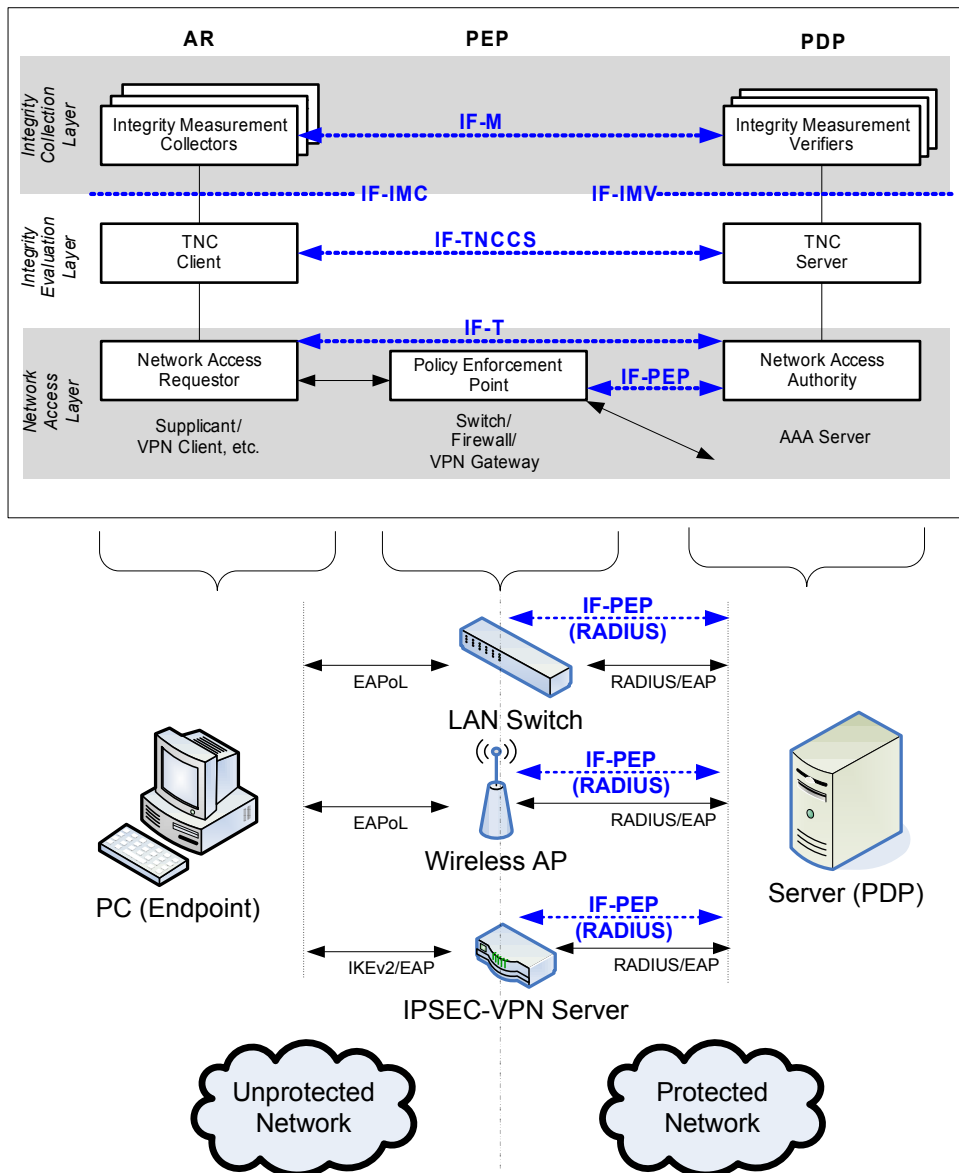 AR
PEP
PDP
Integrity
Collection
Layer
Integrity Measurement
Collectors
IF-M
Integrity Measurement
Verifiers
IF-IMC
IF-IMV
Integrity
Evaluation
Layer
TNC
Client
IF-TNCCS
TNC
Server
Network
Access
Layer
IF-T
Network Access
Requestor
Policy Enforcement
Point
IF-PEP
Network Access
Authority
Supplicant/
VPN Client, etc.
Switch/
Firewall/
VPN Gateway
AAA Server
IF-PEP
(RADIUS)
EAPoL
RADIUS/EAP
LAN Switch
IF-PEP
(RADIUS)
EAPoL
RADIUS/EAP
Wireless AP
PC (Endpoint)
Server (PDP)
IF-PEP
(RADIUS)
IKEv2/EAP
RADIUS/EAP
IPSEC-VPN Server
Unprotected
Network
Protected
Network